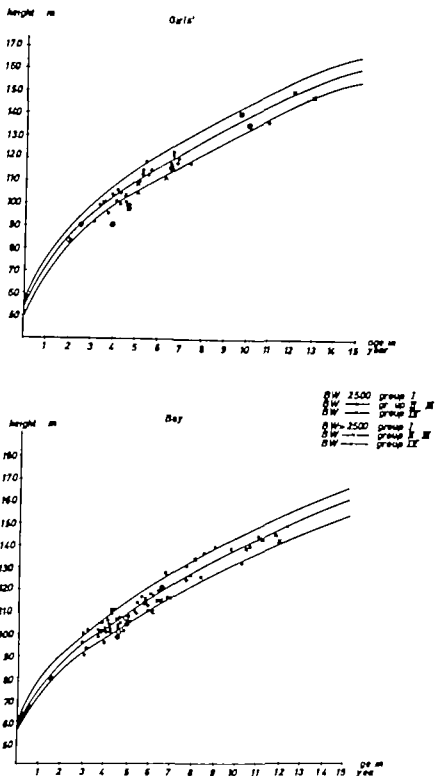 height m
Girls'
170
160
150
140
130
120
110
100
90
80
70
60
50
1 2 3 4 5 6 7 8 9 10 11 12 13 14 15
age m
year
BW 2500 group I
BW group II III
BW group IV
BW> 2500 group I
BW group II III
BW group IV
height m
Boy
180
170
160
150
140
130
120
110
100
90
80
70
60
50
1 2 3 4 5 6 7 8 9 10 11 12 13 14 15
ge m
year